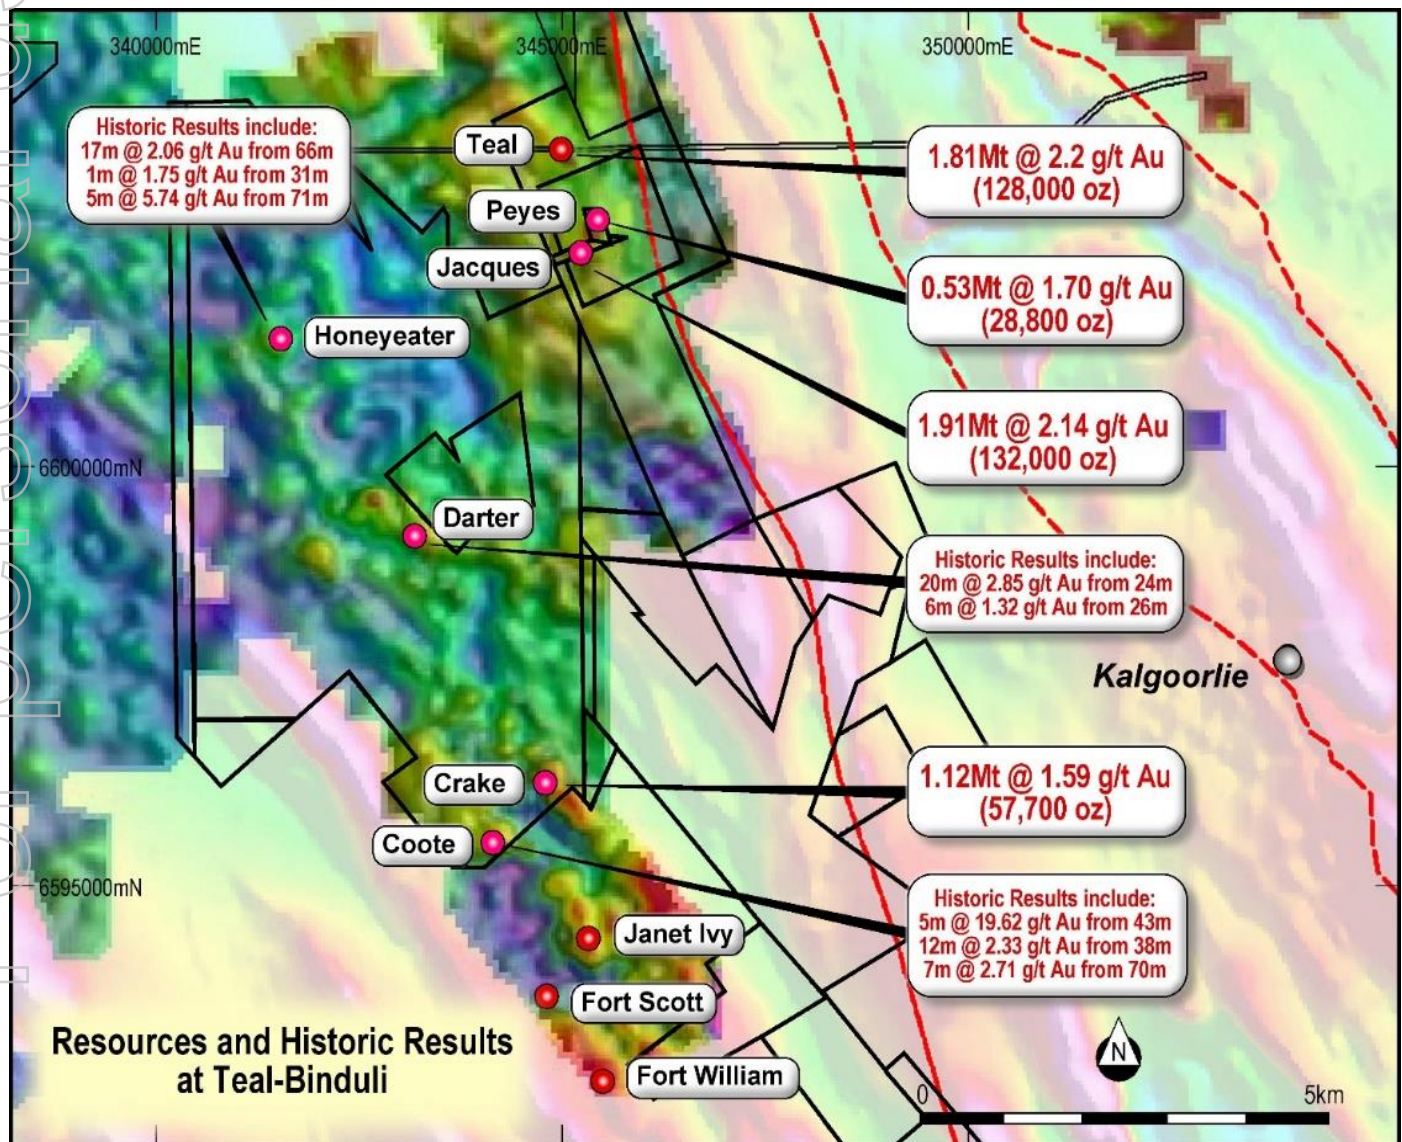 340000mE
345000mE
350000mE
Historic Results include:
17m @ 2.06 g/t Au from 66m
1m @ 1.75 g/t Au from 31m
5m @ 5.74 g/t Au from 71m
Teal
1.81Mt @ 2.2 g/t Au
(128,000 oz)
Peyes
Jacques
0.53Mt @ 1.70 g/t Au
(28,800 oz)
Honeyeater
1.91Mt @ 2.14 g/t Au
(132,000 oz)
6600000mN
Darter
Historic Results include:
20m @ 2.85 g/t Au from 24m
6m @ 1.32 g/t Au from 26m
Kalgoorlie
Crake
1.12Mt @ 1.59 g/t Au
(57,700 oz)
Coote
6595000mN
Historic Results include:
5m @ 19.62 g/t Au from 43m
12m @ 2.33 g/t Au from 38m
7m @ 2.71 g/t Au from 70m
Janet Ivy
Fort Scott
Resources and Historic Results
at Teal-Binduli
Fort William
N
0
5km